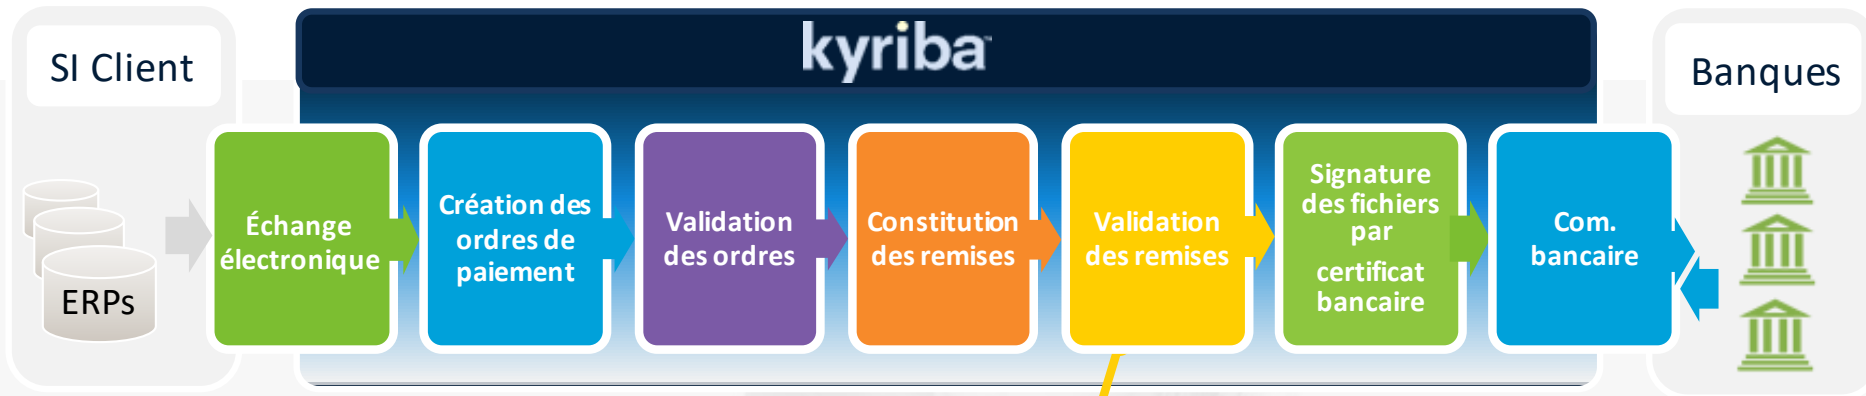 SI Client
kyriba
Banques
ERPs
Échange
électronique
Création des
ordres de
paiement
Validation
des ordres
Constitution
des remises
Validation
des remises
Signature
des fichiers
par
certificat
bancaire
Com.
bancaire